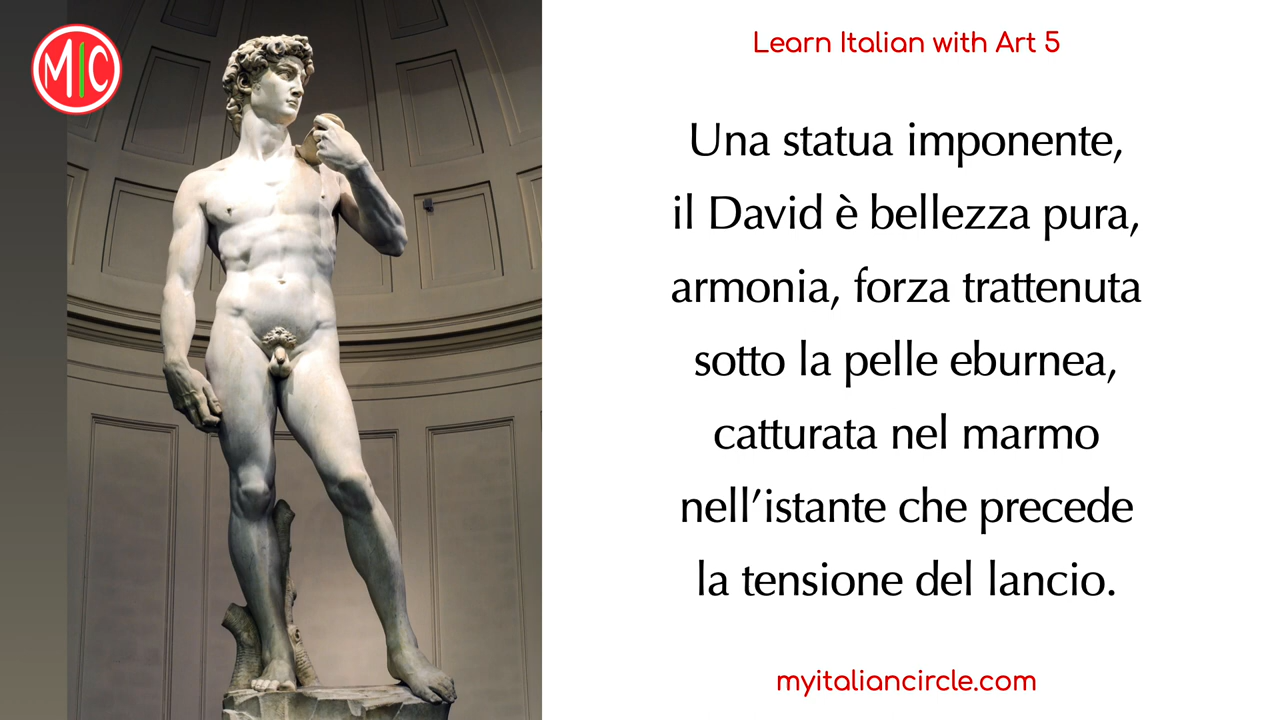 MIC
Learn Italian with Art 5
Una statua imponente,
il David è bellezza pura,
armonia, forza trattenuta
sotto la pelle eburnea,
catturata nel marmo
nell’istante che precede
la tensione del lancio.
myitaliancircle.com